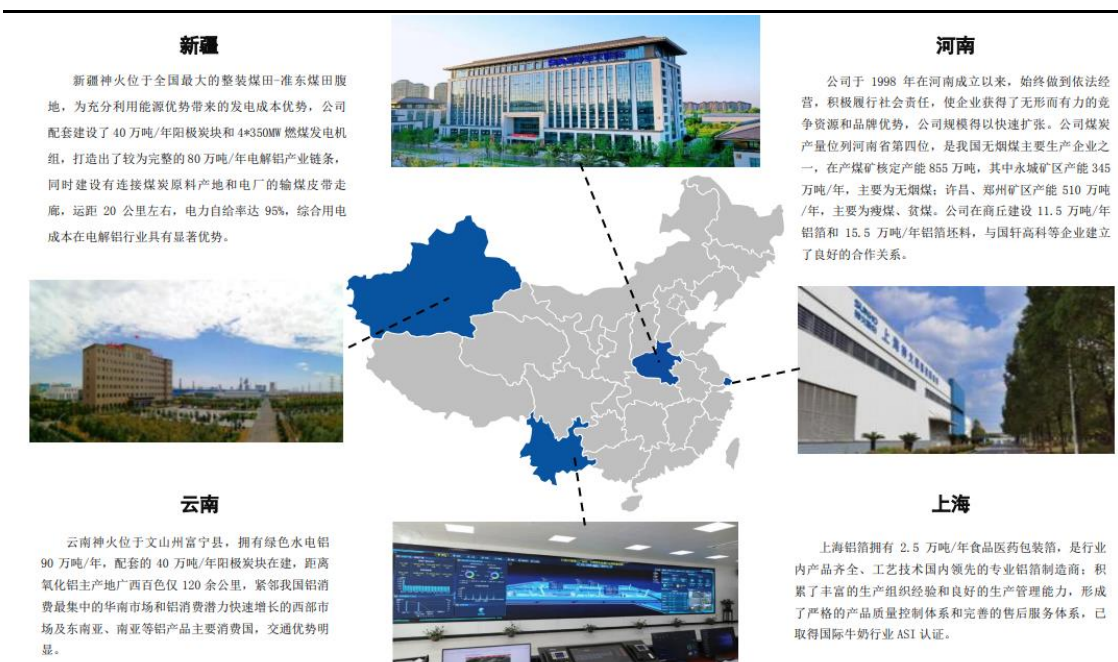 新疆
新疆神火位于全国最大的整装煤田-准东煤田腹
地，为充分利用能源优势带来的发电成本优势，公司
配套建设了 40 万吨/年阳极炭块和 4*350MW 燃煤发电机
组，打造出了较为完整的 80 万吨/年电解铝产业链条，
同时建设有连接煤炭原料产地和电厂的输煤皮带走
廊，运距 20 公里左右，电力自给率达 95%，综合用电
成本在电解铝行业具有显著优势。
河南
公司于 1998 年在河南成立以来，始终做到依法经
营，积极履行社会责任，使企业获得了无形而有力的竞
争资源和品牌优势，公司规模得以快速扩张。公司煤炭
产量位列河南省第四位，是我国无烟煤主要生产企业之
一，在产煤矿核定产能 855 万吨，其中永城矿区产能 345
万吨/年，主要为无烟煤；许昌、郑州矿区产能 510 万吨
/年，主要为瘦煤、贫煤。公司在商丘建设 11.5 万吨/年
铝箔和 15.5 万吨/年铝箔坯料，与国轩高科等企业建立
了良好的合作关系。
云南
云南神火位于文山州富宁县，拥有绿色水电铝
90 万吨/年，配套的 40 万吨/年阳极炭块在建，距离
氧化铝主产地广西百色仅 120 余公里，紧邻我国铝消
费最集中的华南市场和铝消费潜力快速增长的西部市
场及东南亚、南亚等铝产品主要消费国，交通优势明
显。
上海
上海铝箔拥有 2.5 万吨/年食品医药包装箔，是行业
内产品齐全、工艺技术国内领先的专业铝箔制造商；积
累了丰富的生产组织经验和良好的生产管理能力，形成
了严格的产品质量控制体系和完善的售后服务体系，已
取得国际牛奶行业 ASI 认证。